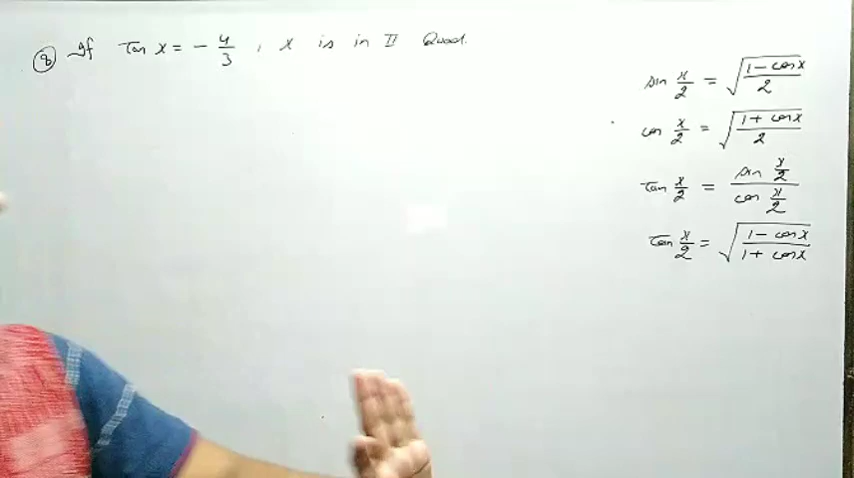 ⑧ If Tan x = - 4/3 , x is in II Quad.
sin x/2 = √((1 - cos x)/2)
cos x/2 = √((1 + cos x)/2)
Tan x/2 = (sin x/2)/(cos x/2)
Tan x/2 = √((1 - cos x)/(1 + cos x))